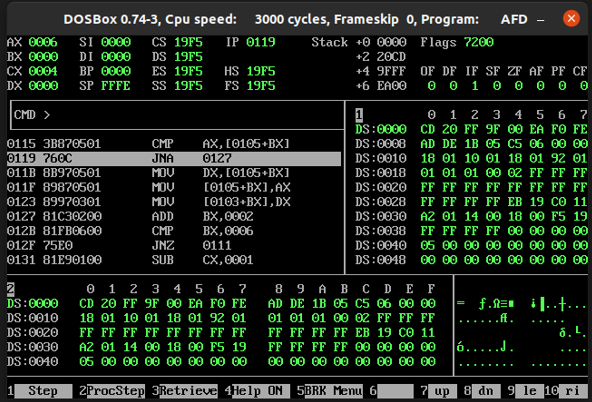 DOSBox 0.74-3, Cpu speed: 3000 cycles, Frameskip 0, Program: AFD
AX 0006 SI 0000 CS 19F5 IP 0119 Stack +0 0000 Flags 7200
BX 0000 DI 0000 DS 19F5 +2 20CD
CX 0004 BP 0000 ES 19F5 HS 19F5 +4 9FFF OF DF IF SF ZF AF PF CF
DX 0000 SP FFFE SS 19F5 FS 19F5 +6 EA00 0 0 1 0 0 0 0 0
CMD >
1 0 1 2 3 4 5 6 7
DS:0000 CD 20 FF 9F 00 EA F0 FE
0115 3B870501 CMP AX,[0105+BX] DS:0008 AD DE 1B 05 C5 06 00 00
0119 760C JNA 0127 DS:0010 18 01 10 01 18 01 92 01
011B 8B970501 MOV DX,[0105+BX] DS:0018 01 01 01 00 02 FF FF FF
011F 89870501 MOV [0105+BX],AX DS:0020 FF FF FF FF FF FF FF FF
0123 89970301 MOV [0103+BX],DX DS:0028 FF FF FF FF EB 19 C0 11
0127 81C30200 ADD BX,0002 DS:0030 A2 01 14 00 18 00 F5 19
012B 81FB0600 CMP BX,0006 DS:0038 FF FF FF FF 00 00 00 00
012F 75E0 JNZ 0111 DS:0040 05 00 00 00 00 00 00 00
0131 81E90100 SUB CX,0001 DS:0048 00 00 00 00 00 00 00 00
2 0 1 2 3 4 5 6 7 8 9 A B C D E F
DS:0000 CD 20 FF 9F 00 EA F0 FE AD DE 1B 05 C5 06 00 00
DS:0010 18 01 10 01 18 01 92 01 01 01 01 00 02 FF FF FF
DS:0020 FF FF FF FF FF FF FF FF FF FF FF FF EB 19 C0 11
DS:0030 A2 01 14 00 18 00 F5 19 FF FF FF FF 00 00 00 00
DS:0040 05 00 00 00 00 00 00 00 00 00 00 00 00 00 00 00
1 Step 2 ProcStep 3 Retrieve 4 Help ON 5 BRK Menu 6 7 up 8 dn 9 le 10 ri